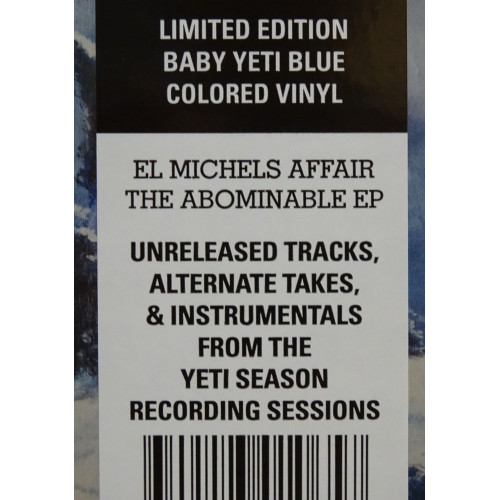 LIMITED EDITION
BABY YETI BLUE
COLORED VINYL
EL MICHELS AFFAIR
THE ABOMINABLE EP
UNRELEASED TRACKS,
ALTERNATE TAKES,
& INSTRUMENTALS
FROM THE
YETI SEASON
RECORDING SESSIONS